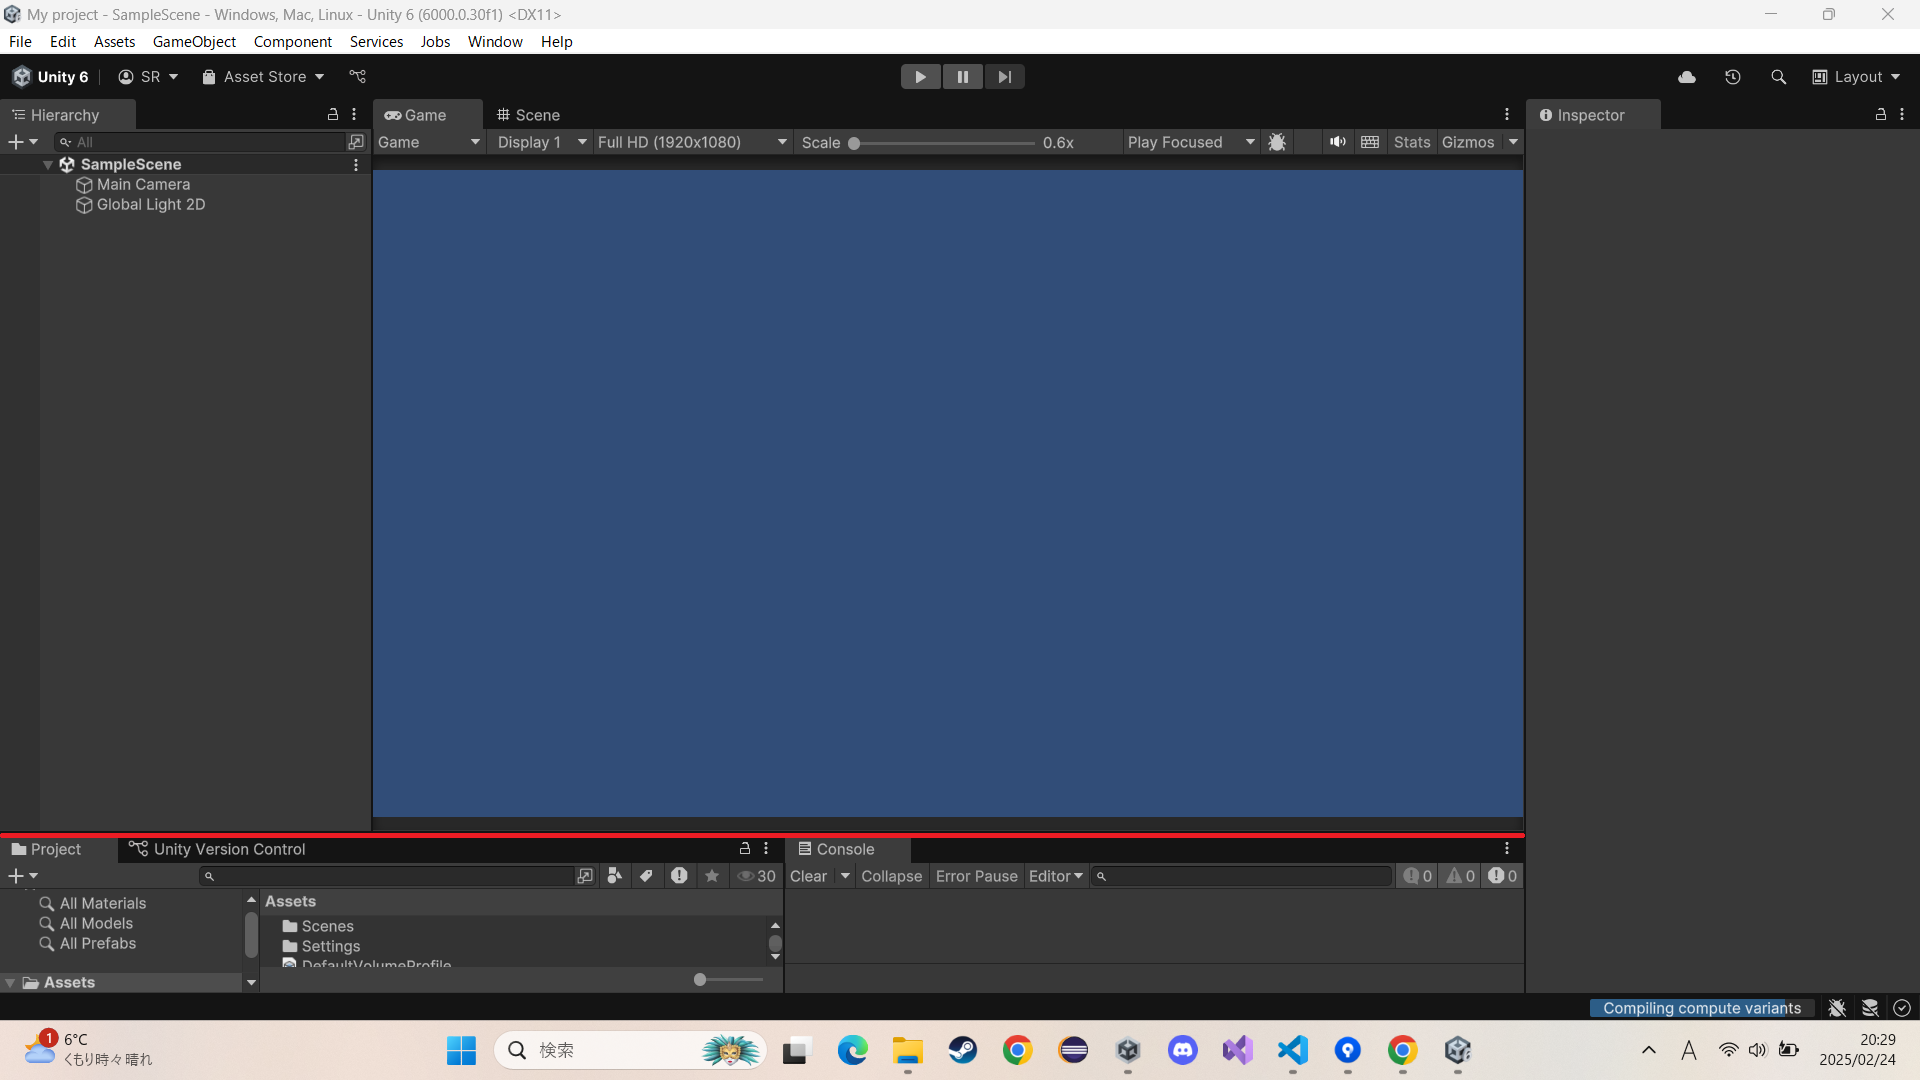 My project - SampleScene - Windows, Mac, Linux - Unity 6 (6000.0.30f1) <DX11>
File Edit Assets GameObject Component Services Jobs Window Help
Unity 6 SR Asset Store Layout
Hierarchy
Game Scene
Inspector
All
Game Display 1 Full HD (1920x1080) Scale 0.6x Play Focused Stats Gizmos
SampleScene
Main Camera
Global Light 2D
Project Unity Version Control
Console
30
Clear Collapse Error Pause Editor 0 0 0
All Materials
All Models
All Prefabs
Assets
Assets
Scenes
Settings
DefaultVolumeProfile
Compiling compute variants
1
6°C
くもり時々晴れ
検索
A
20:29
2025/02/24